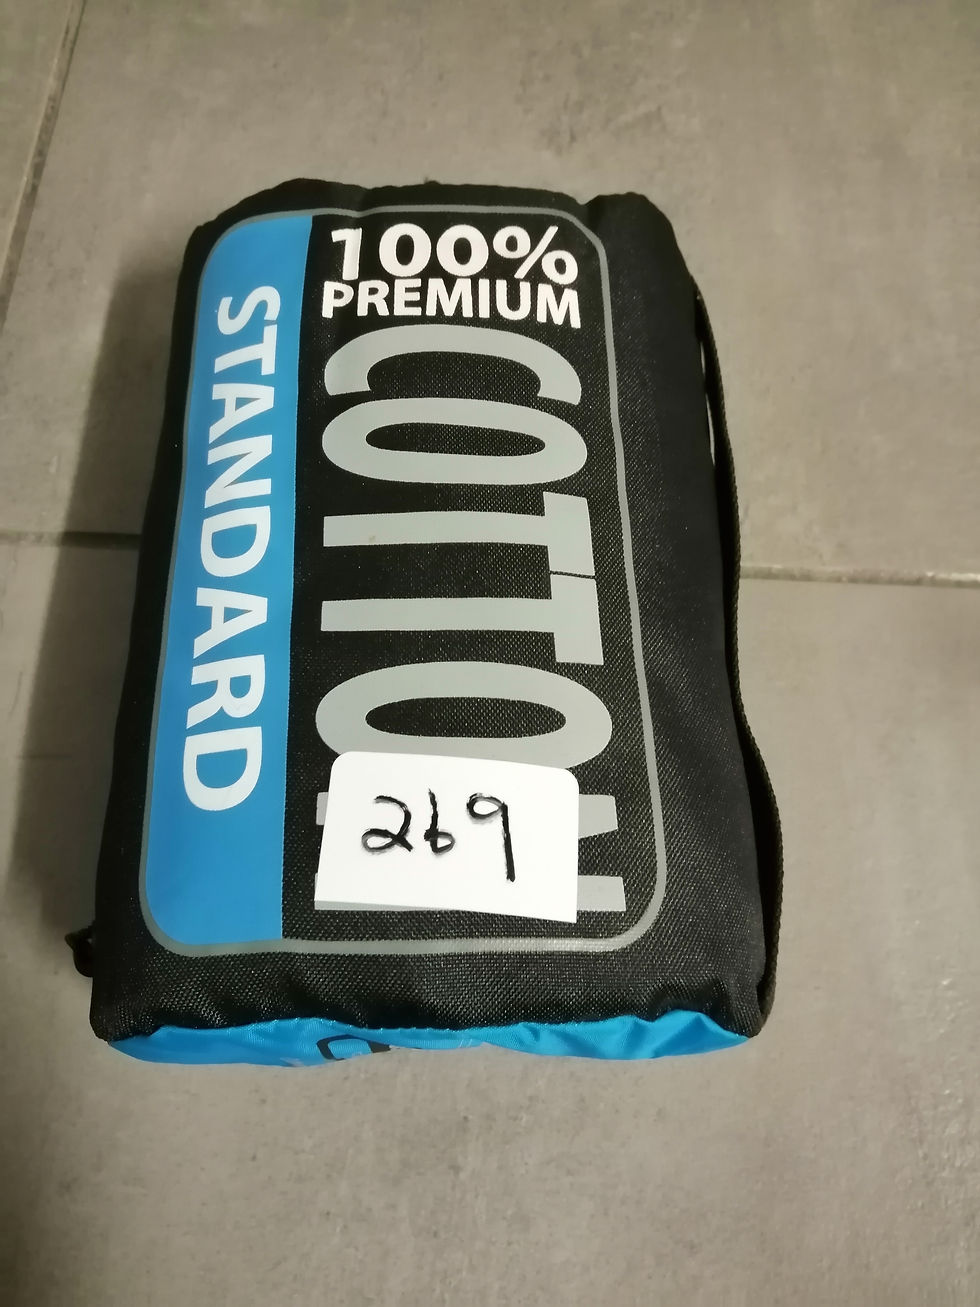 100%
PREMIUM
COTTON
STANDARD
269